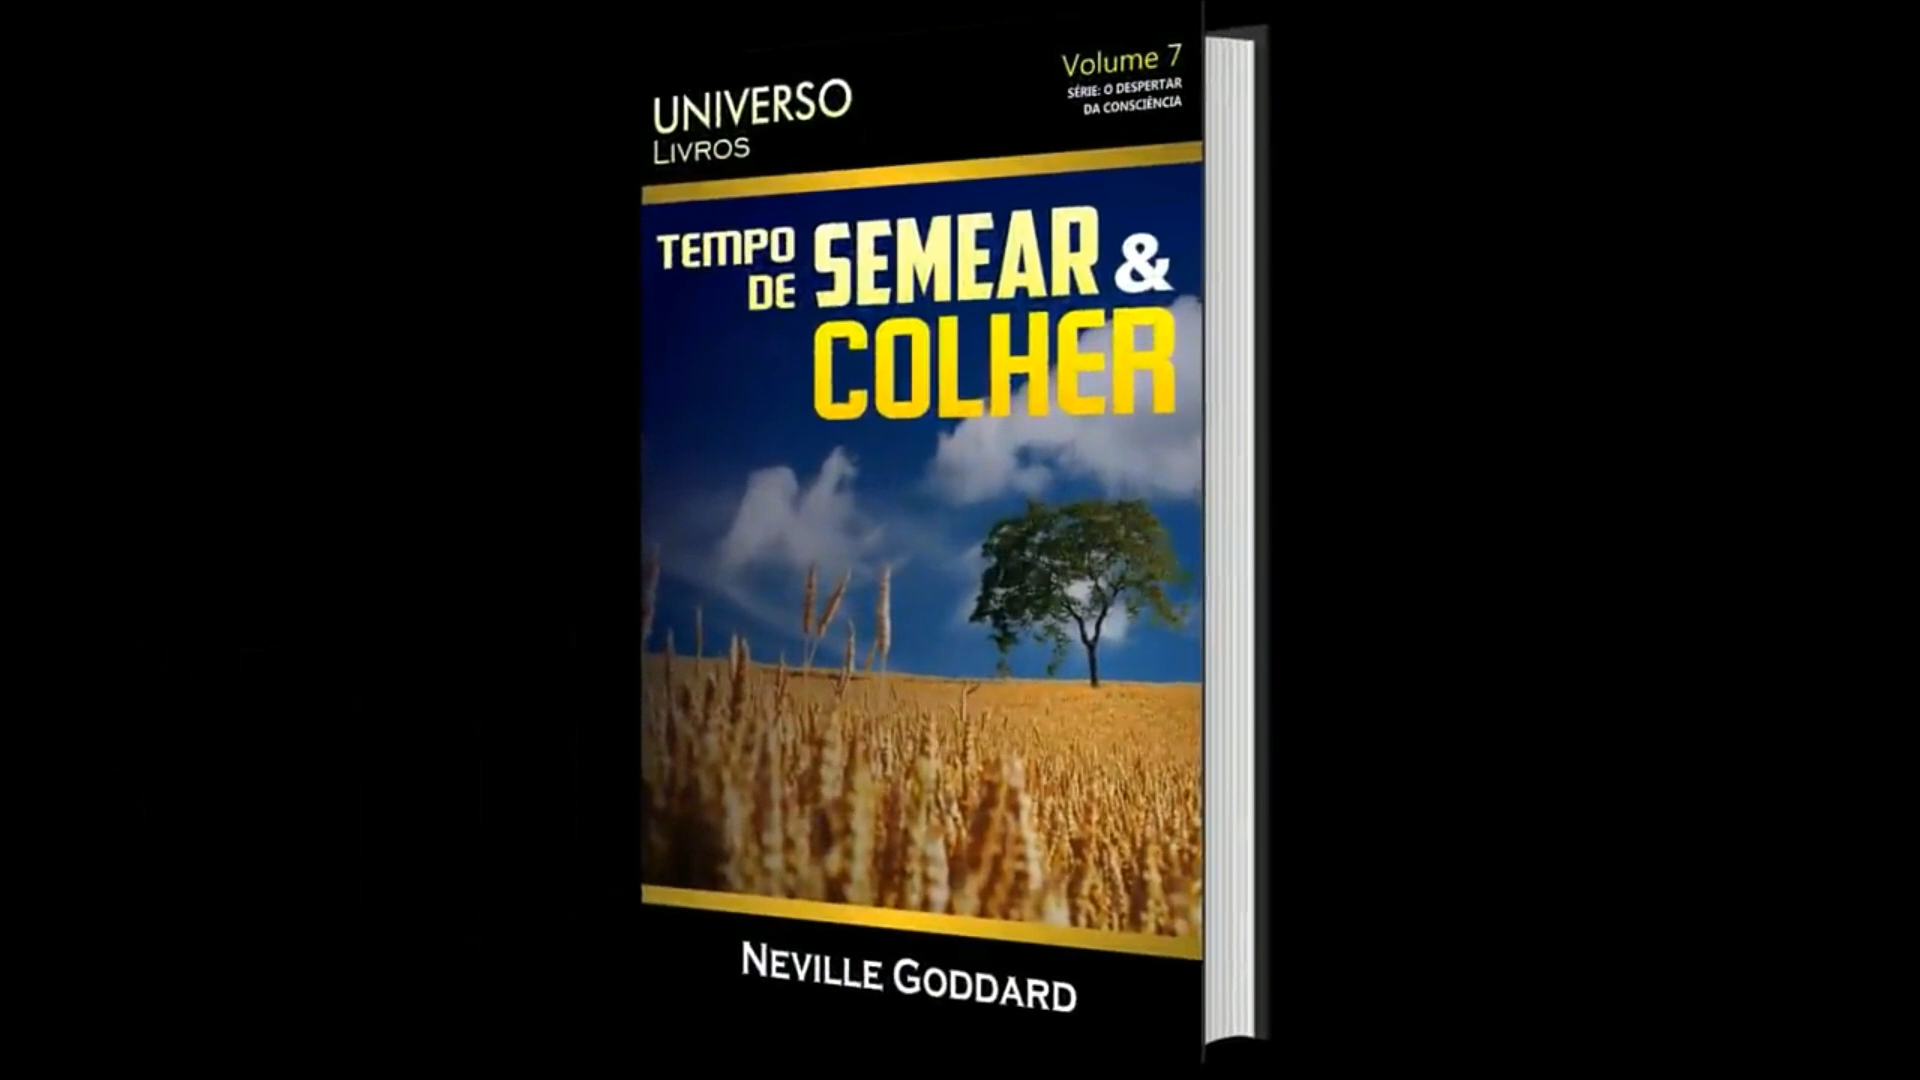 UNIVERSO
LIVROS
Volume 7
SÉRIE: O DESPERTAR
DA CONSCIÊNCIA
TEMPO
DE
SEMEAR &
COLHER
NEVILLE GODDARD